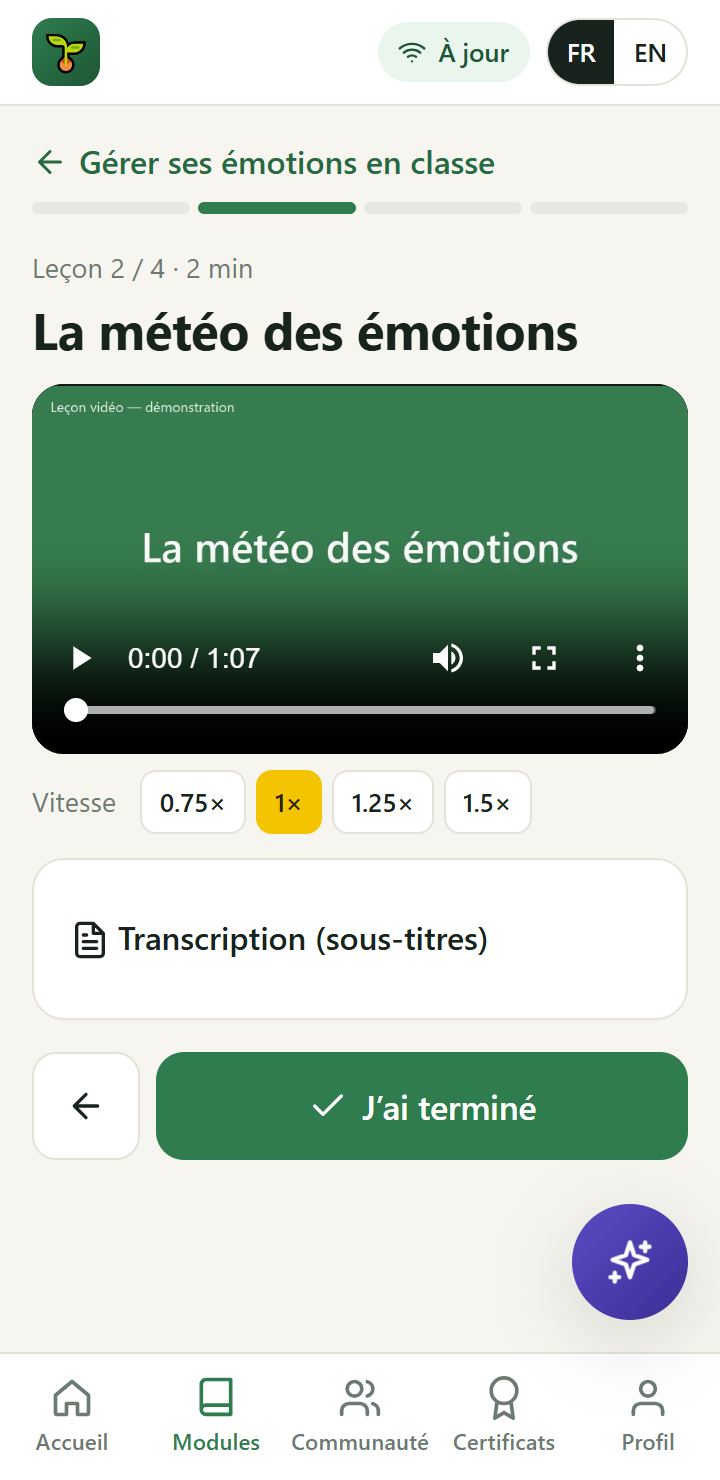 À jour
FR
EN
Gérer ses émotions en classe
Leçon 2 / 4 · 2 min
La météo des émotions
Leçon vidéo — démonstration
La météo des émotions
0:00 / 1:07
Vitesse
0.75×
1×
1.25×
1.5×
Transcription (sous-titres)
J’ai terminé
Accueil
Modules
Communauté
Certificats
Profil